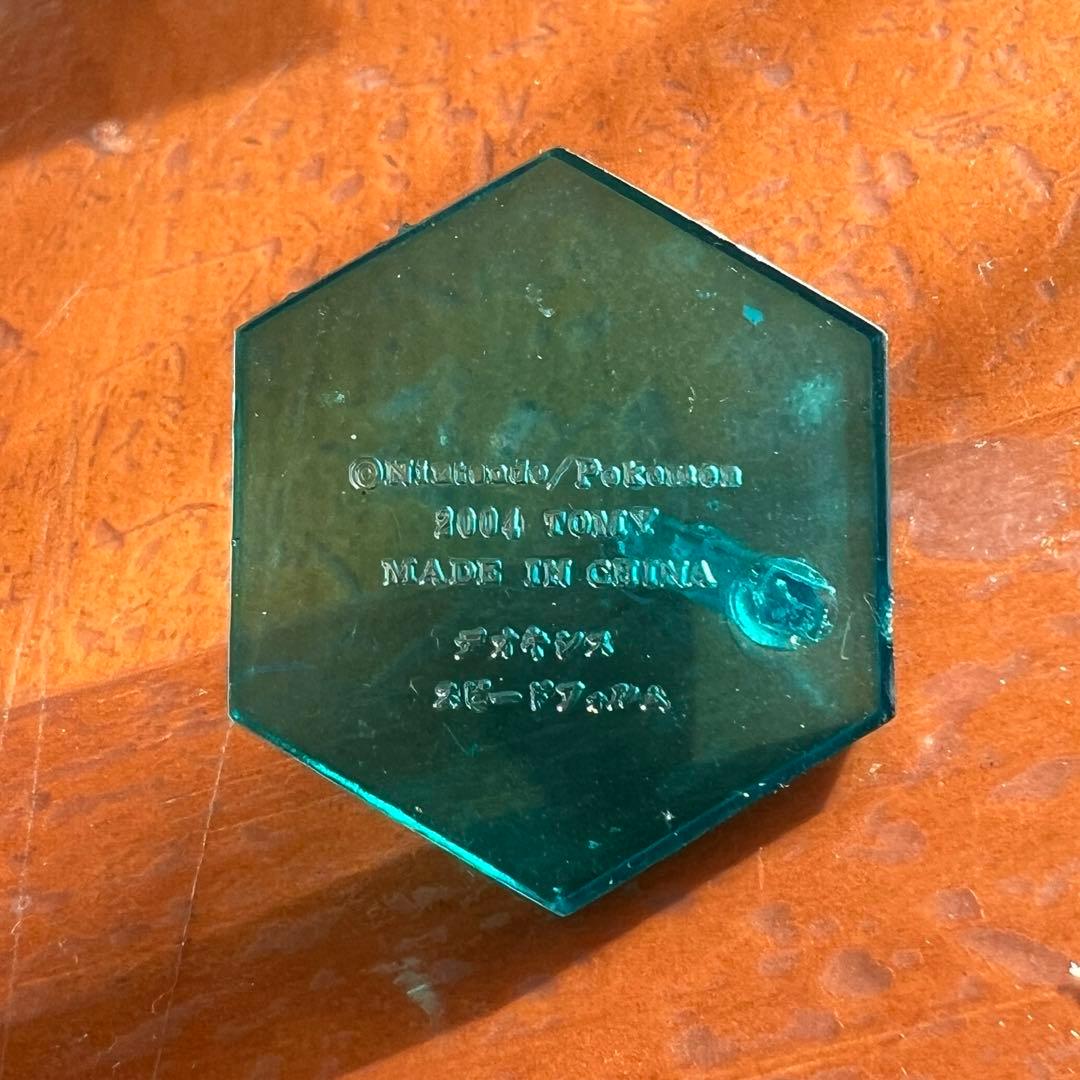 ©Nintendo/Pokémon
2004 TOMY
MADE IN CHINA
デオキシス
スピードフォルム